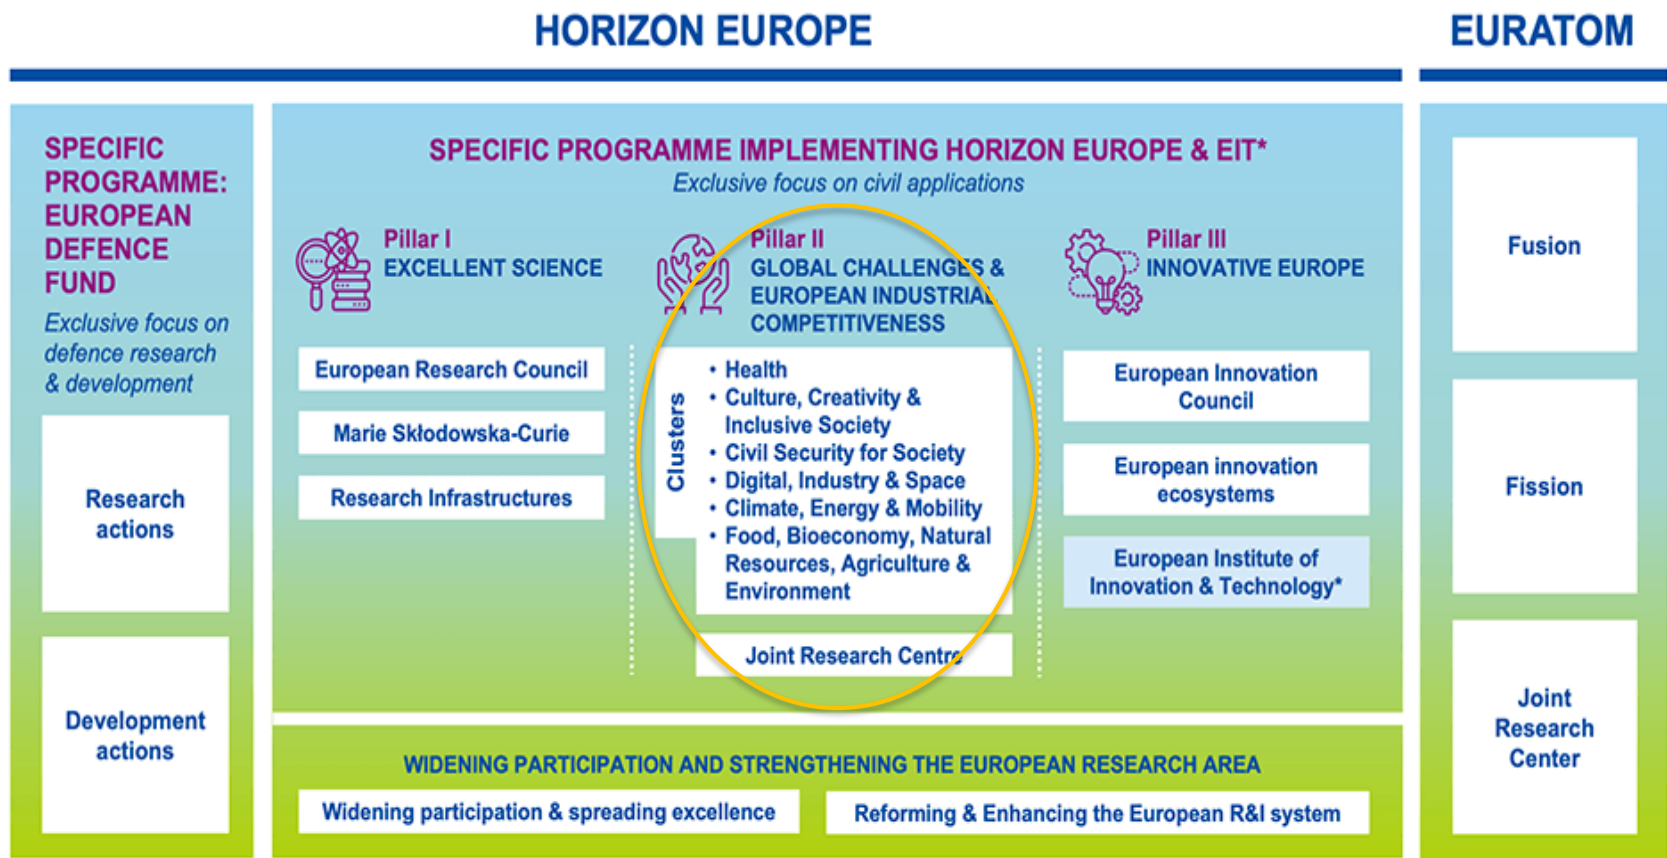 HORIZON EUROPE
EURATOM
SPECIFIC
PROGRAMME:
EUROPEAN
DEFENCE
FUND
Exclusive focus on
defence research
& development
Research
actions
Development
actions
SPECIFIC PROGRAMME IMPLEMENTING HORIZON EUROPE & EIT*
Exclusive focus on civil applications
Pillar I
EXCELLENT SCIENCE
European Research Council
Marie Skłodowska-Curie
Research Infrastructures
Pillar II
GLOBAL CHALLENGES &
EUROPEAN INDUSTRIAL
COMPETITIVENESS
Clusters
• Health
• Culture, Creativity &
Inclusive Society
• Civil Security for Society
• Digital, Industry & Space
• Climate, Energy & Mobility
• Food, Bioeconomy, Natural
Resources, Agriculture &
Environment
Joint Research Centre
Pillar III
INNOVATIVE EUROPE
European Innovation
Council
European innovation
ecosystems
European Institute of
Innovation & Technology*
WIDENING PARTICIPATION AND STRENGTHENING THE EUROPEAN RESEARCH AREA
Widening participation & spreading excellence
Reforming & Enhancing the European R&I system
Fusion
Fission
Joint
Research
Center